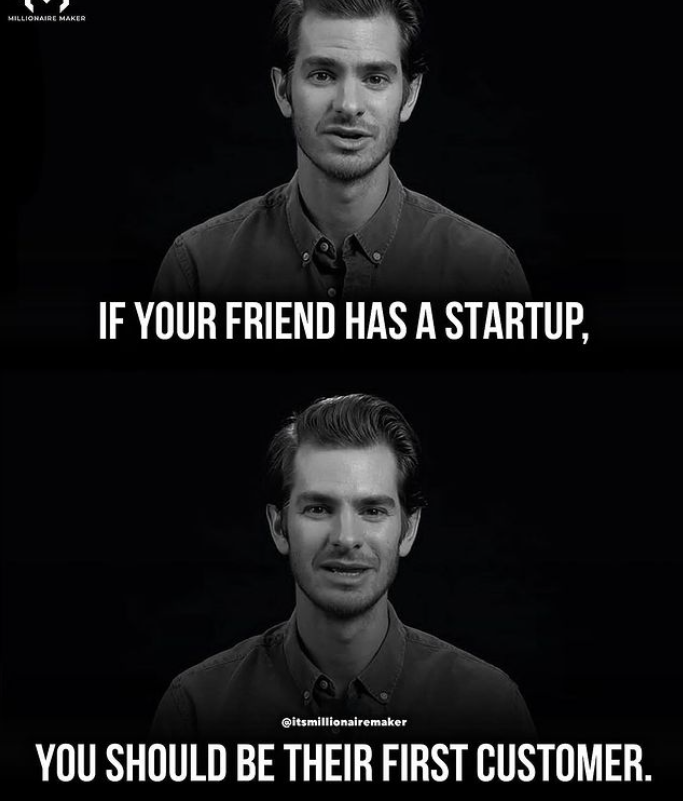 MILLIONAIRE MAKER
IF YOUR FRIEND HAS A STARTUP,
@itsmillionairemaker
YOU SHOULD BE THEIR FIRST CUSTOMER.